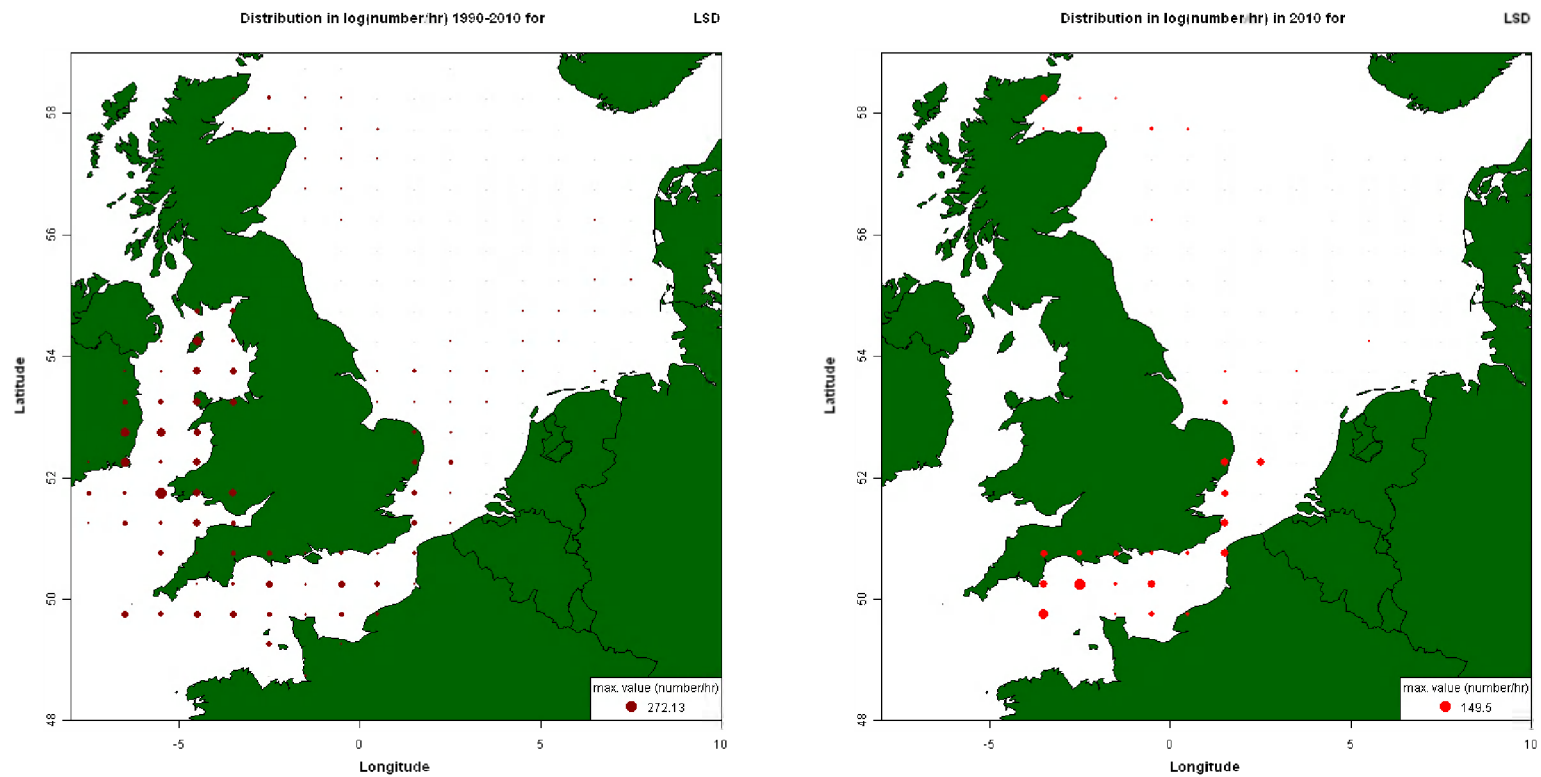 Distribution in log(number/hr) 1990-2010 for LSD
58
56
54
52
50
48
Latitude
-5
0
5
10
Longitude
max. value (number/hr)
272.13
Distribution in log(number/hr) in 2010 for LSD
58
56
54
52
50
48
Latitude
-5
0
5
10
Longitude
max. value (number/hr)
149.5